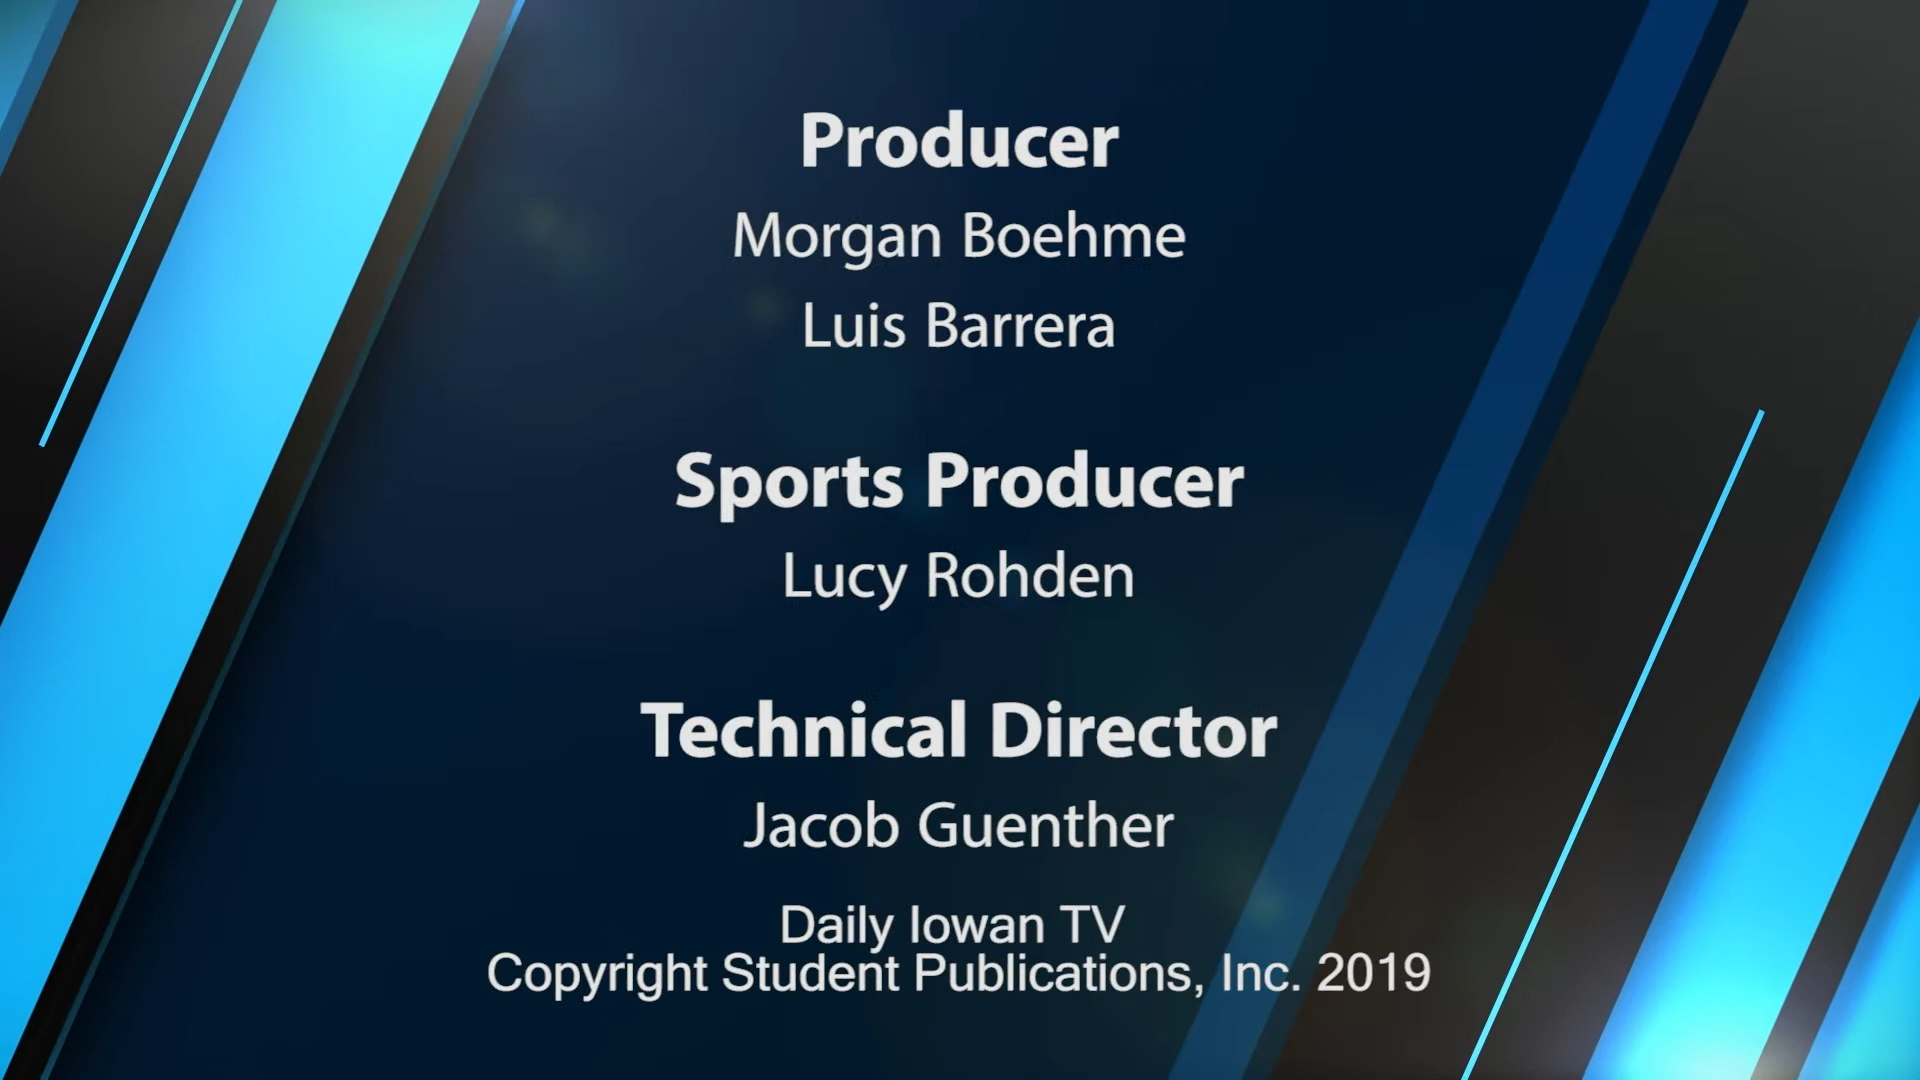 Producer
Morgan Boehme
Luis Barrera
Sports Producer
Lucy Rohden
Technical Director
Jacob Guenther
Daily Iowan TV
Copyright Student Publications, Inc. 2019